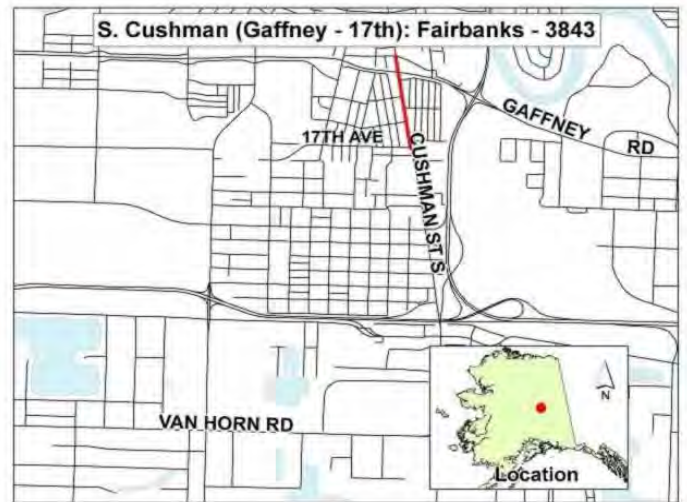 S. Cushman (Gaffney - 17th): Fairbanks - 3843
GAFFNEY
RD
17TH AVE
CUSHMAN ST S
VAN HORN RD
N
Location